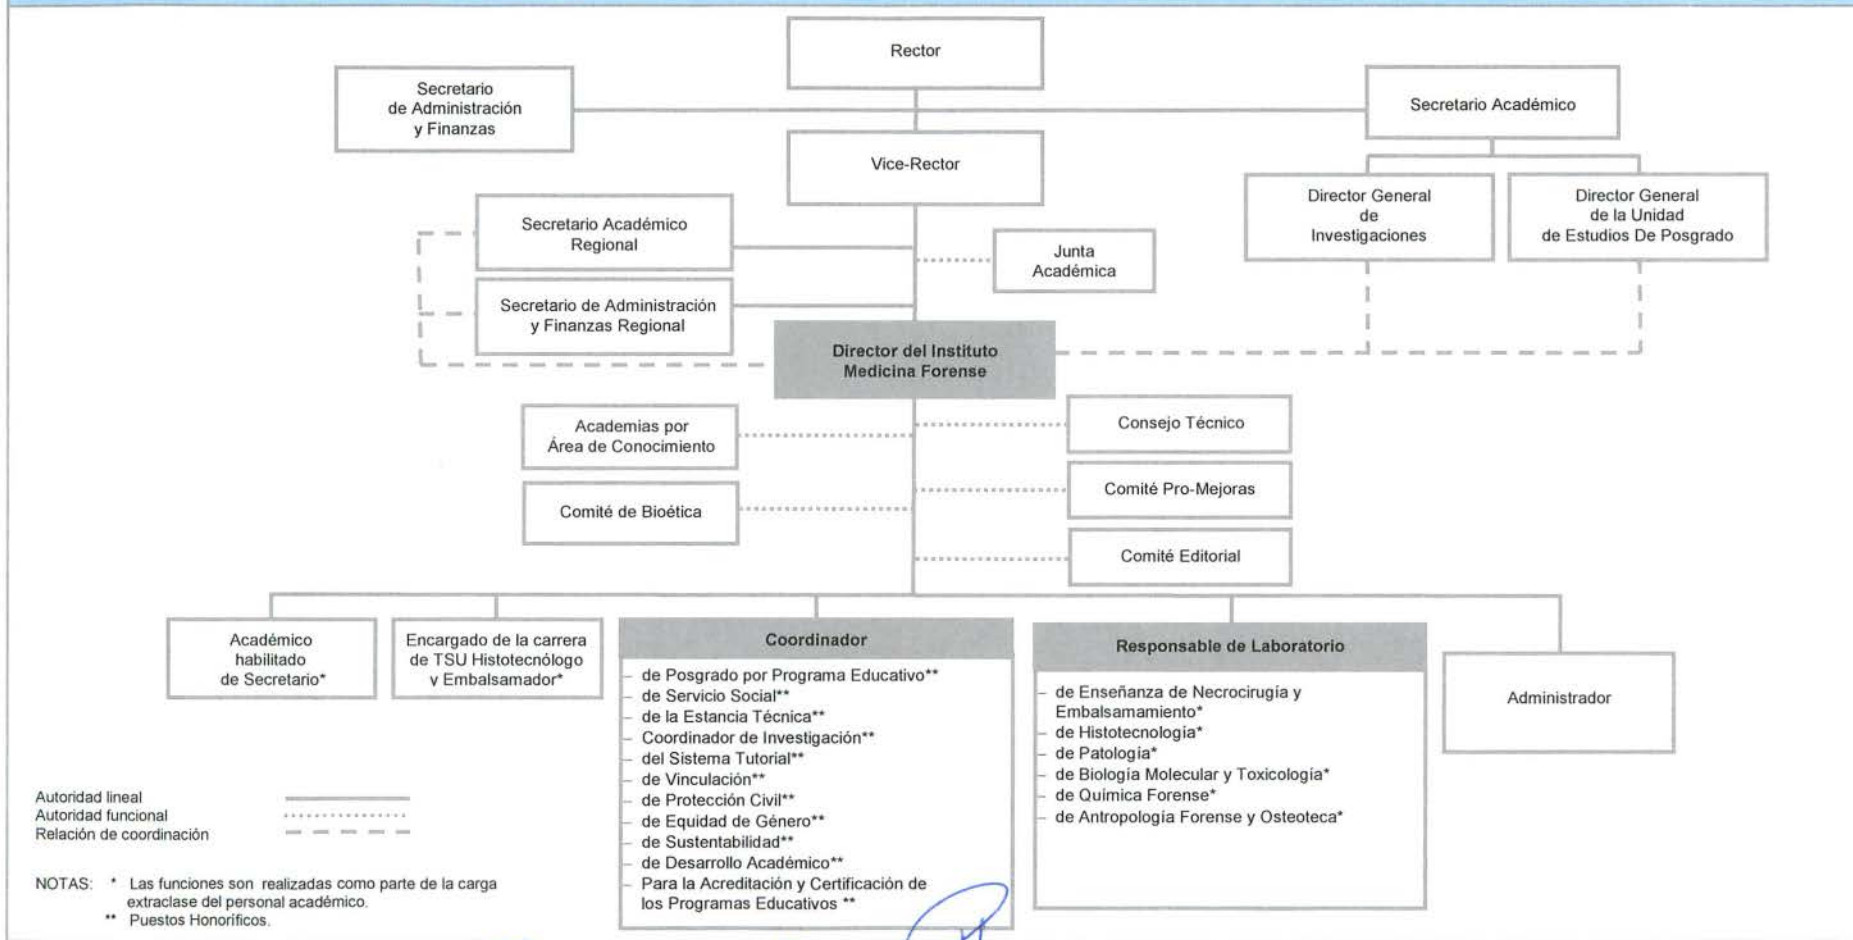 Rector
Secretario
de Administración
y Finanzas
Secretario Académico
Vice-Rector
Director General
de
Investigaciones
Director General
de la Unidad
de Estudios De Posgrado
Secretario Académico
Regional
Junta
Académica
Secretario de Administración
y Finanzas Regional
Director del Instituto
Medicina Forense
Academias por
Área de Conocimiento
Consejo Técnico
Comité Pro-Mejoras
Comité de Bioética
Comité Editorial
Académico
habilitado
de Secretario*
Encargado de la carrera
de TSU Histotecnólogo
y Embalsamador*
Coordinador
– de Posgrado por Programa Educativo**
– de Servicio Social**
– de la Estancia Técnica**
– Coordinador de Investigación**
– del Sistema Tutorial**
– de Vinculación**
– de Protección Civil**
– de Equidad de Género**
– de Sustentabilidad**
– de Desarrollo Académico**
– Para la Acreditación y Certificación de
los Programas Educativos **
Responsable de Laboratorio
– de Enseñanza de Necrocirugía y
Embalsamamiento*
– de Histotecnología*
– de Patología*
– de Biología Molecular y Toxicología*
– de Química Forense*
– de Antropología Forense y Osteoteca*
Administrador
Autoridad lineal
Autoridad funcional
Relación de coordinación
NOTAS: * Las funciones son realizadas como parte de la carga
extraclase del personal académico.
** Puestos Honoríficos.